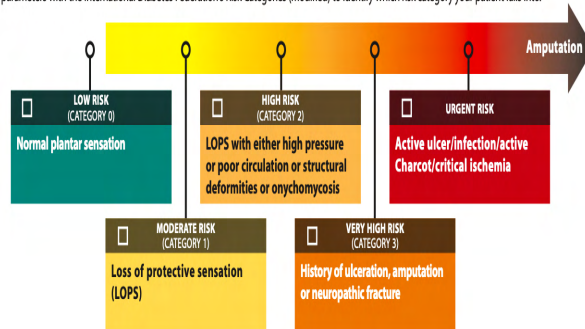 parameters with the International Diabetes Federation's risk categories (modified) to identify which risk category your patient falls into.
Amputation
LOW RISK
(CATEGORY 0)
Normal plantar sensation
HIGH RISK
(CATEGORY 2)
LOPS with either high pressure
or poor circulation or structural
deformities or onychomycosis
URGENT RISK
Active ulcer/infection/active
Charcot/critical ischemia
MODERATE RISK
(CATEGORY 1)
Loss of protective sensation
(LOPS)
VERY HIGH RISK
(CATEGORY 3)
History of ulceration, amputation
or neuropathic fracture